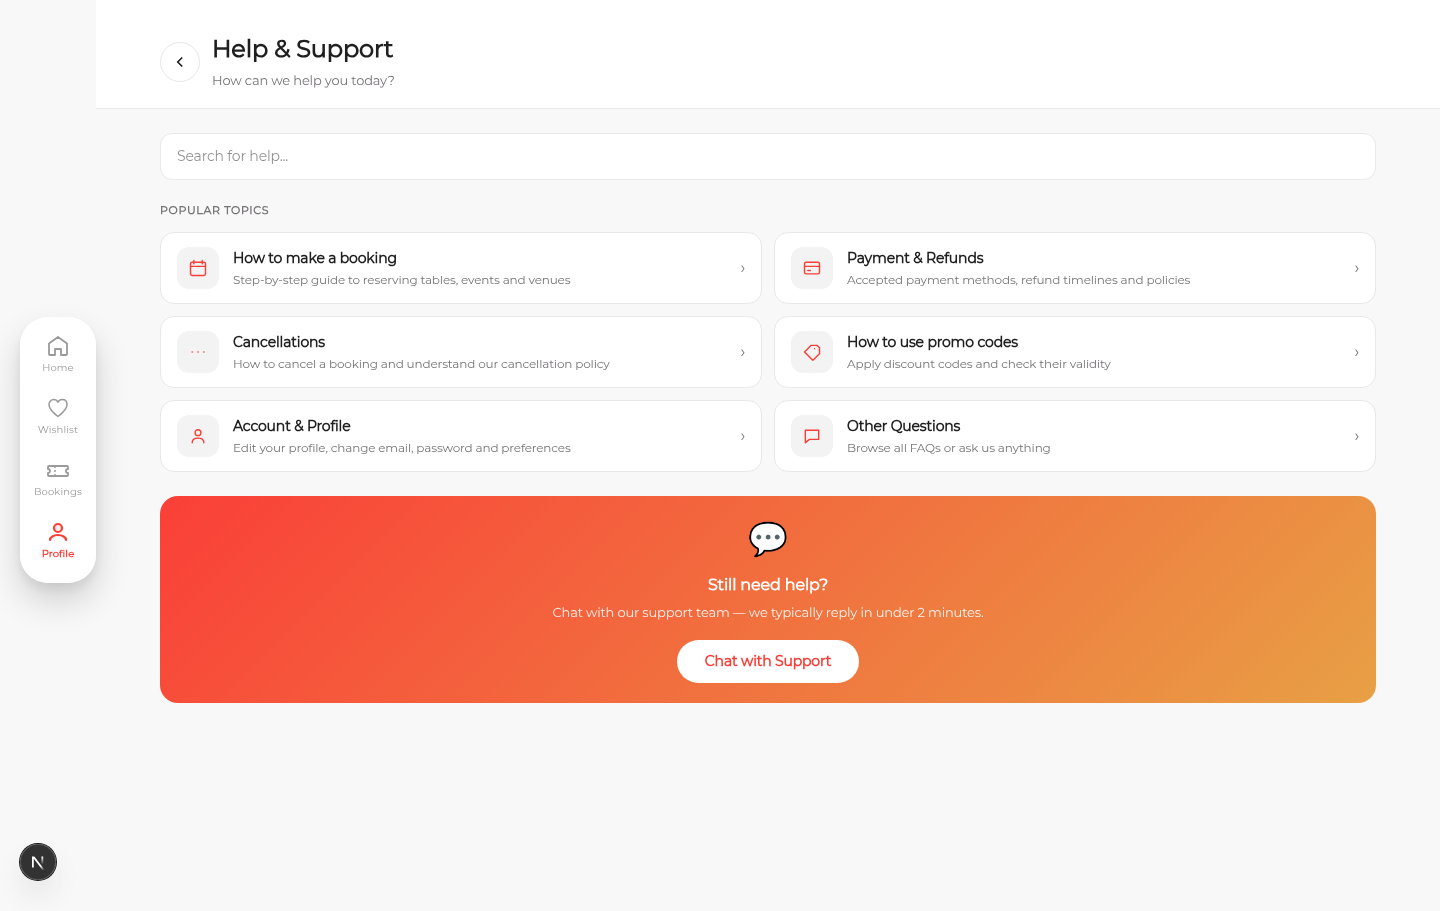 Help & Support
How can we help you today?
Search for help...
POPULAR TOPICS
How to make a booking
Step-by-step guide to reserving tables, events and venues
Payment & Refunds
Accepted payment methods, refund timelines and policies
Cancellations
How to cancel a booking and understand our cancellation policy
How to use promo codes
Apply discount codes and check their validity
Account & Profile
Edit your profile, change email, password and preferences
Other Questions
Browse all FAQs or ask us anything
Home
Wishlist
Bookings
Profile
Still need help?
Chat with our support team — we typically reply in under 2 minutes.
Chat with Support
N